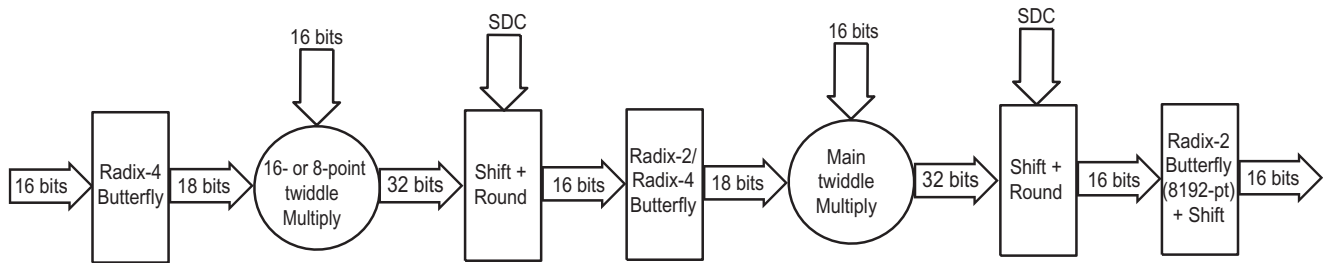 16 bits
SDC
16 bits
SDC
16 bits
Radix-4
Butterfly
18 bits
16- or 8-point
twiddle
Multiply
32 bits
Shift +
Round
16 bits
Radix-2/
Radix-4
Butterfly
18 bits
Main
twiddle
Multiply
32 bits
Shift +
Round
16 bits
Radix-2
Butterfly
(8192-pt)
+ Shift
16 bits